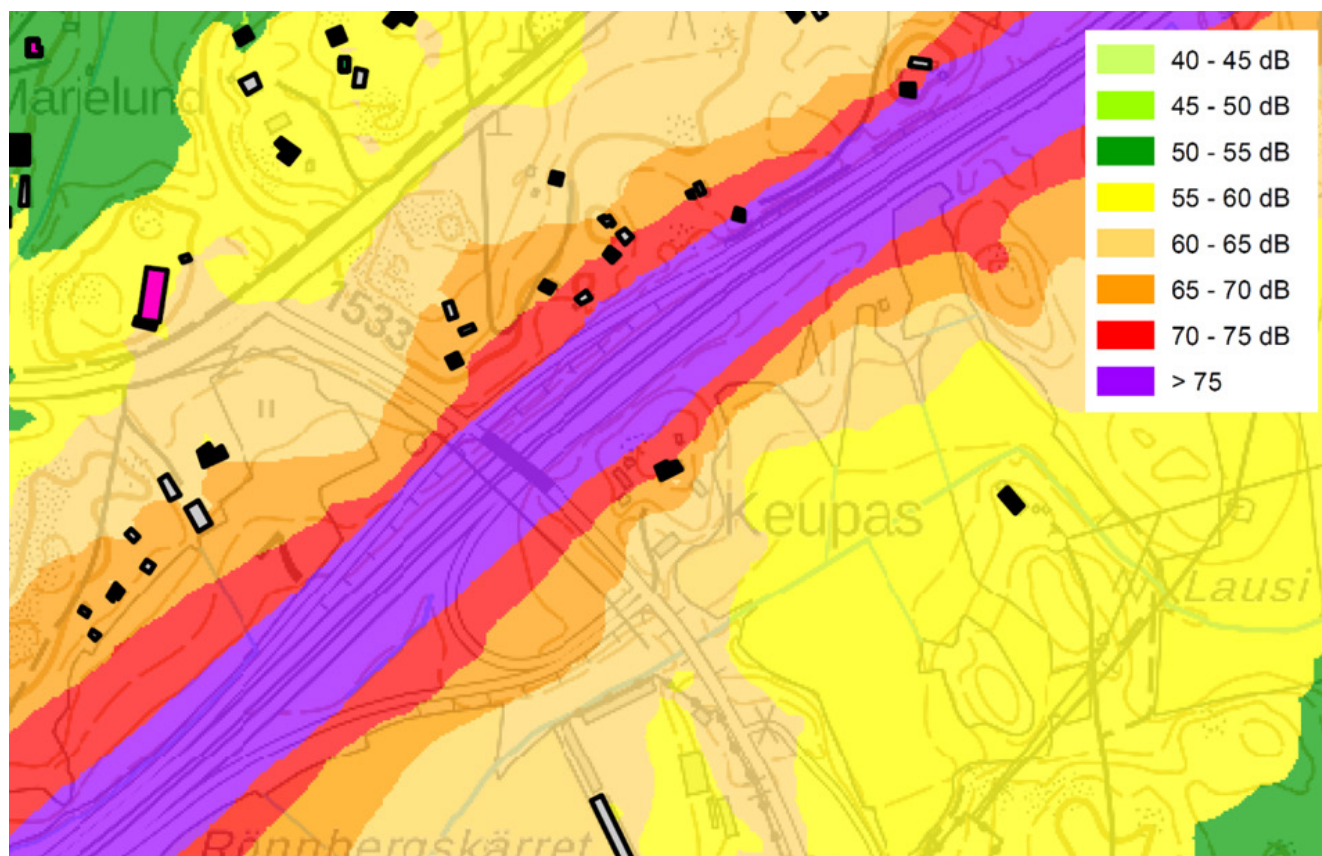 Marielund
1533
Keupas
Lausi
Rönnbergskärret
40 - 45 dB
45 - 50 dB
50 - 55 dB
55 - 60 dB
60 - 65 dB
65 - 70 dB
70 - 75 dB
> 75